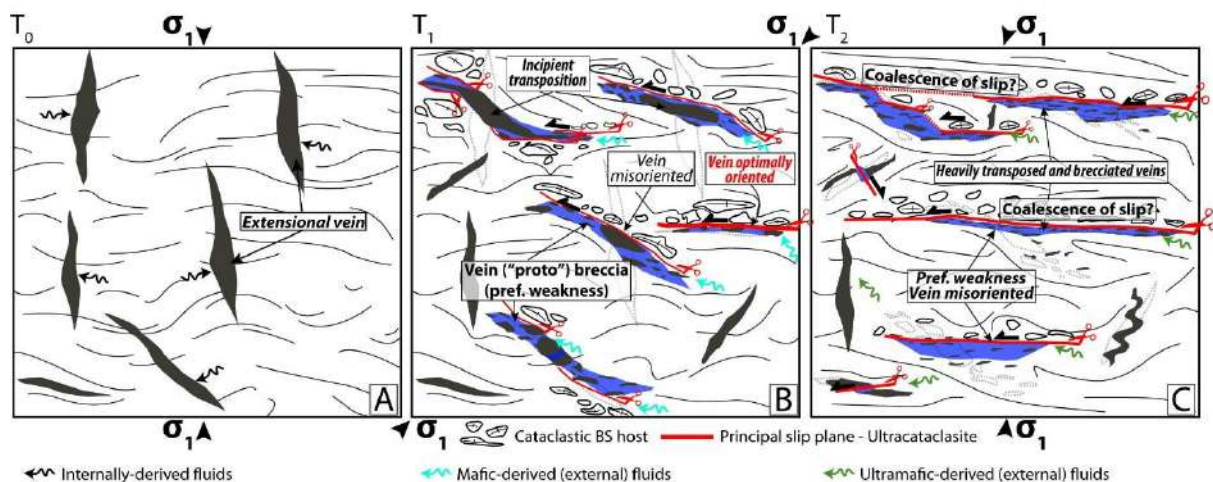 T0
σ1
T1
σ1
T2
σ1
Extensional vein
A
σ1
Incipient
transposition
Vein
misoriented
Vein optimally
oriented
Vein ("proto") breccia
(pref. weakness)
B
σ1
Coalescence of slip?
Heavily transposed and brecciated veins
Coalescence of slip?
Pref. weakness
Vein misoriented
C
σ1
Cataclastic BS host
Principal slip plane - Ultracataclasite
Internally-derived fluids
Mafic-derived (external) fluids
Ultramafic-derived (external) fluids